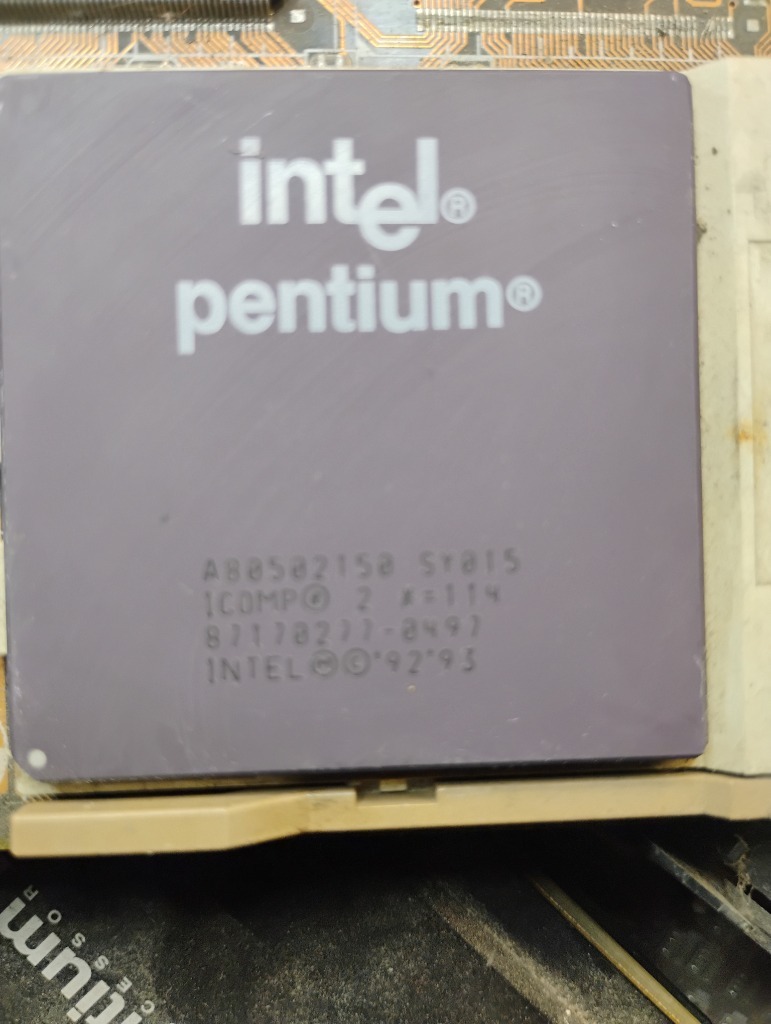 intel®
pentium®
A80502150 SY015
ICOMP® 2 #=114
87170277-0497
INTEL Ⓜ©'92'93